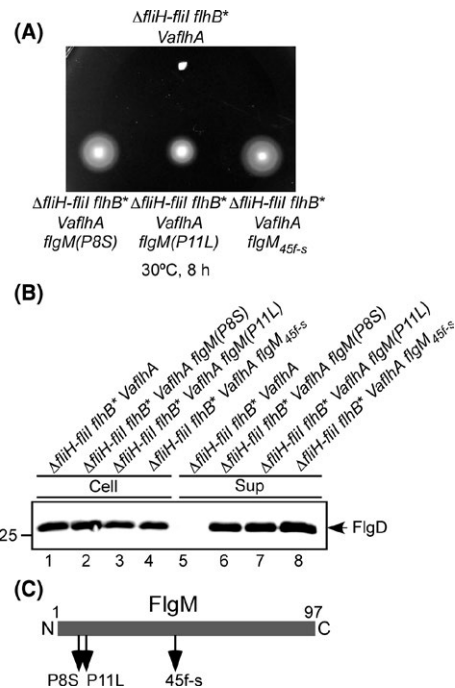 (A)
ΔfliH-fliI flhB*
VaflhA
ΔfliH-fliI flhB* ΔfliH-fliI flhB* ΔfliH-fliI flhB*
VaflhA VaflhA VaflhA
flgM(P8S) flgM(P11L) flgM45f-s
30ºC, 8 h
(B)
ΔfliH-fliI flhB* VaflhA
ΔfliH-fliI flhB* VaflhA flgM(P8S)
ΔfliH-fliI flhB* VaflhA flgM(P11L)
ΔfliH-fliI flhB* VaflhA flgM 45f-s
ΔfliH-fliI flhB* VaflhA
ΔfliH-fliI flhB* VaflhA flgM(P8S)
ΔfliH-fliI flhB* VaflhA flgM(P11L)
ΔfliH-fliI flhB* VaflhA flgM 45f-s
Cell Sup
25 FlgD
1 2 3 4 5 6 7 8
(C)
1 FlgM 97
N C
P8S P11L 45f-s